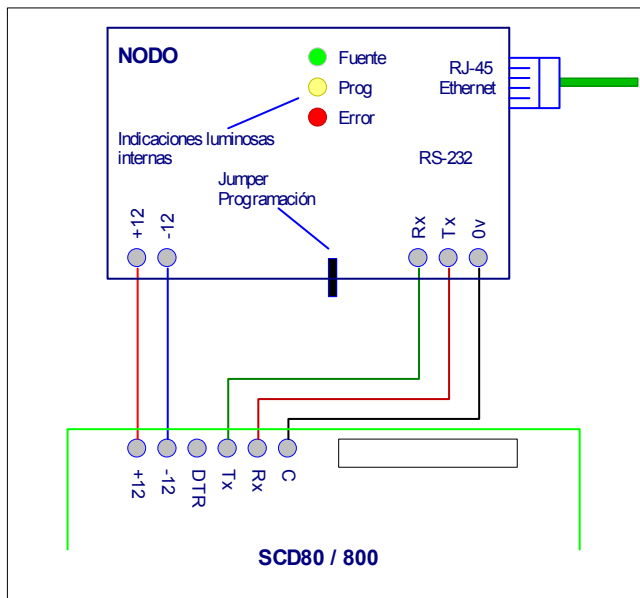 NODO
Fuente
Prog
Error
RJ-45
Ethernet
Indicaciones luminosas
internas
RS-232
Jumper
Programación
+12
-12
Rx
Tx
0v
+12
-12
DTR
Tx
Rx
C
SCD80 / 800